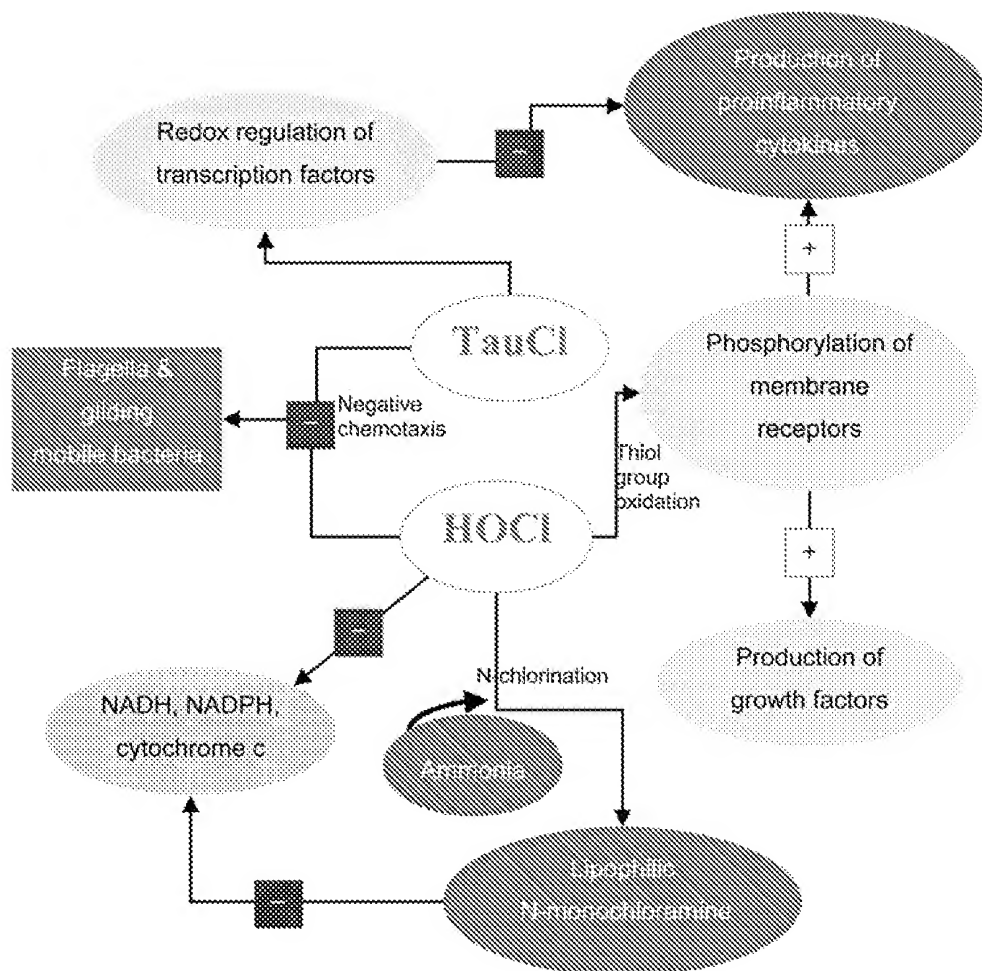 Production of
proinflammatory
cytokines
Redox regulation of
transcription factors
−
+
TauCl
Phosphorylation of
membrane
receptors
Flagella &
gliding
mobile bacteria
−
Negative
chemotaxis
Thiol
group
oxidation
HOCl
+
−
N-chlorination
Production of
growth factors
NADH, NADPH,
cytochrome c
Ammonia
Lipophilic
N-monochloramine
−